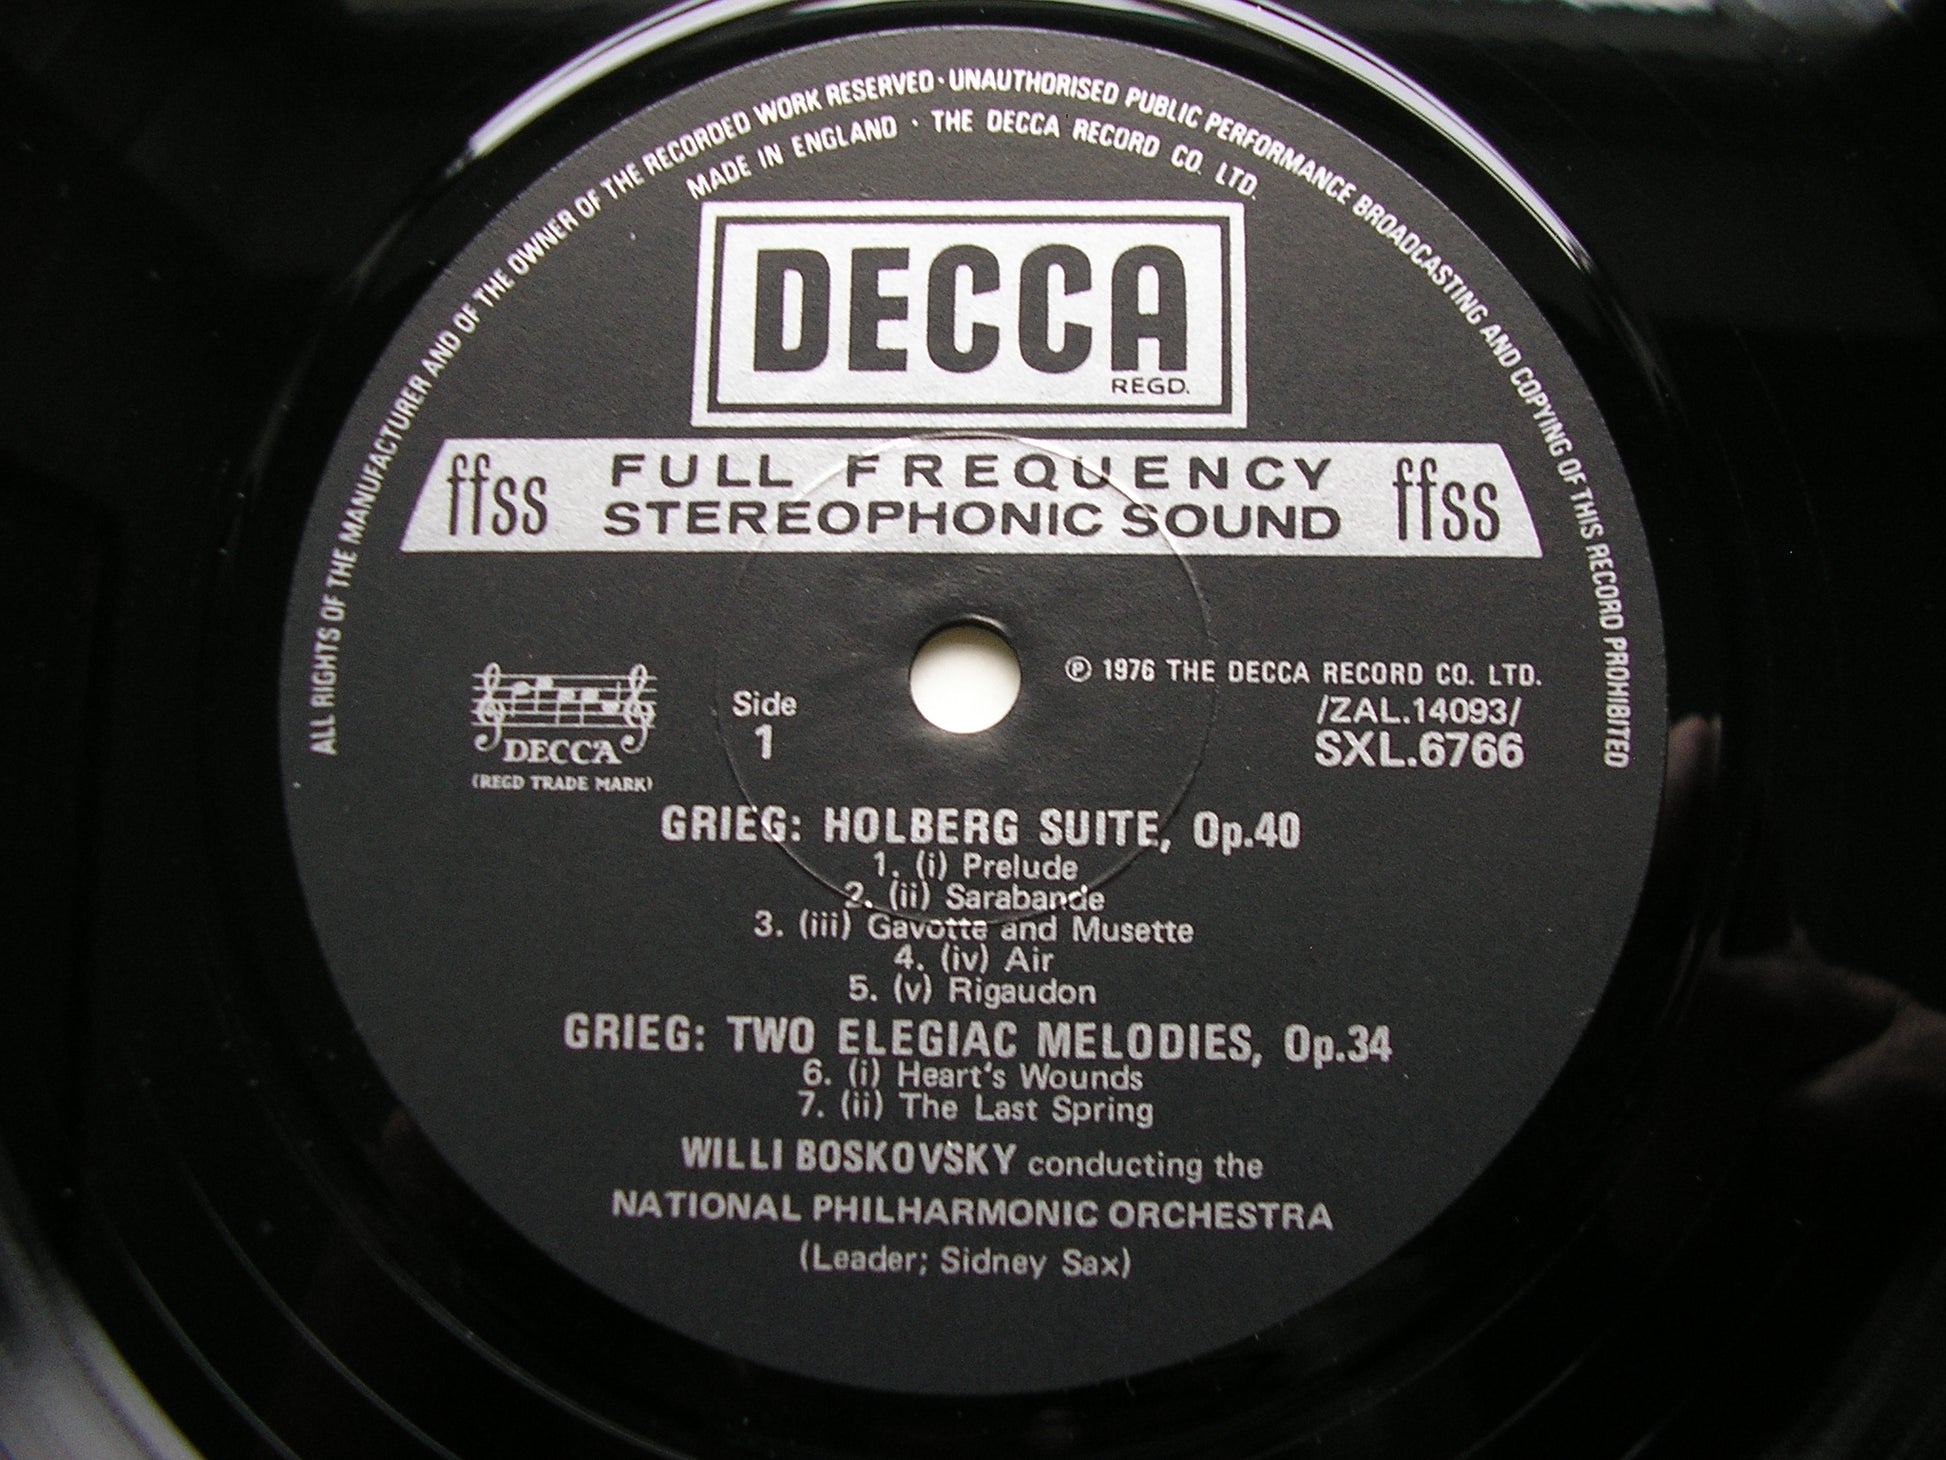 ALL RIGHTS OF THE MANUFACTURER AND OF THE OWNER OF THE RECORDED WORK RESERVED · UNAUTHORISED PUBLIC PERFORMANCE BROADCASTING AND COPYING OF THIS RECORD PROHIBITED
MADE IN ENGLAND · THE DECCA RECORD CO. LTD.
DECCA
REGD.
ffss FULL FREQUENCY ffss
STEREOPHONIC SOUND
℗ 1976 THE DECCA RECORD CO. LTD.
Side
1
/ZAL.14093/
SXL.6766
DECCA
(REGD TRADE MARK)
GRIEG: HOLBERG SUITE, Op.40
1. (i) Prelude
2. (ii) Sarabande
3. (iii) Gavotte and Musette
4. (iv) Air
5. (v) Rigaudon
GRIEG: TWO ELEGIAC MELODIES, Op.34
6. (i) Heart's Wounds
7. (ii) The Last Spring
WILLI BOSKOVSKY conducting the
NATIONAL PHILHARMONIC ORCHESTRA
(Leader; Sidney Sax)